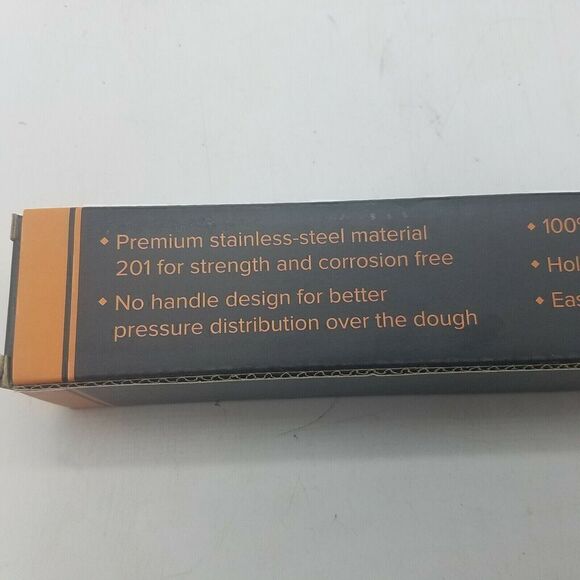 Premium stainless-steel material
201 for strength and corrosion free
No handle design for better
pressure distribution over the dough